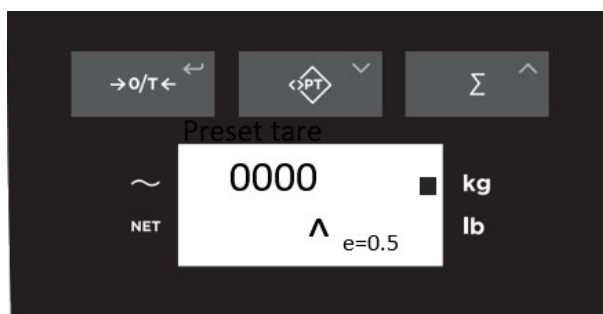 →0/T← <>PT Σ
Preset tare
~ 0000 kg
NET ^ e=0.5 lb